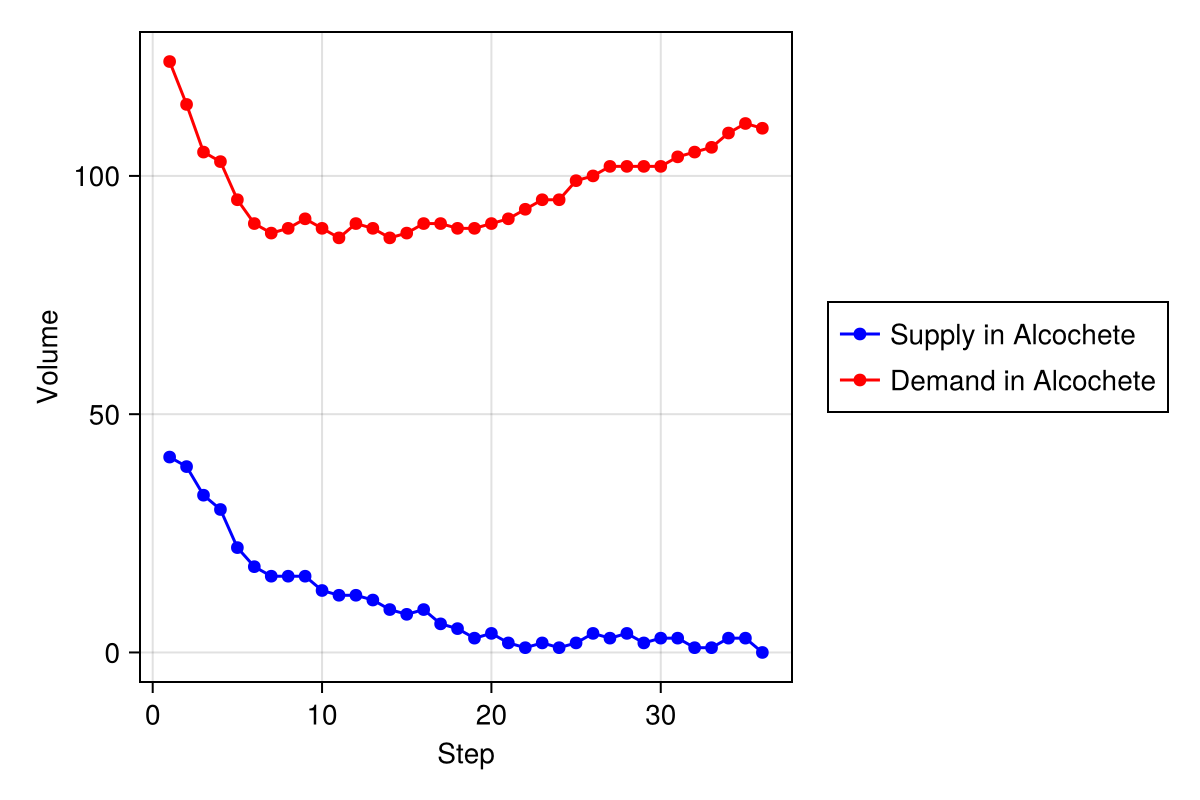 100
50
0
Volume
0 10 20 30
Step
Supply in Alcochete
Demand in Alcochete